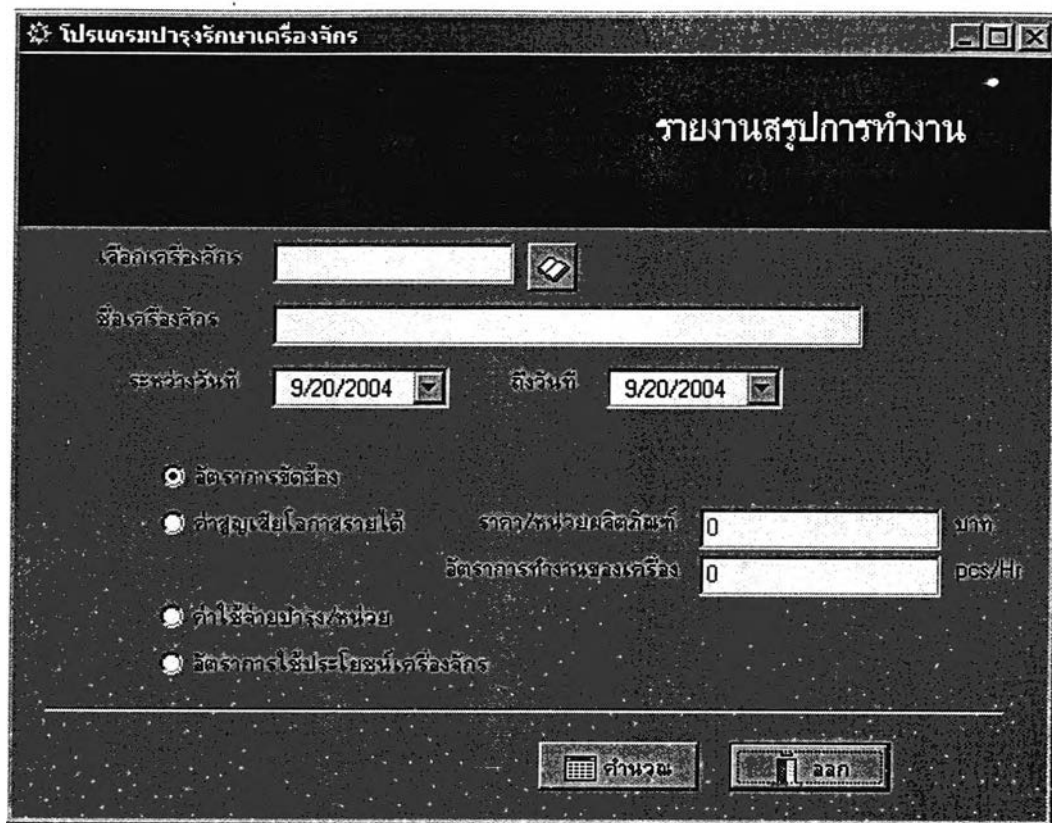 โปรแกรมบำรุงรักษาเครื่องจักร
รายงานสรุปการทำงาน
เลือกเครื่องจักร
ชื่อเครื่องจักร
ระหว่างวันที่ 9/20/2004 ถึงวันที่ 9/20/2004
อัตราการขัดข้อง
ค่าสูญเสียโอกาสรายได้ ราคา/หน่วยผลิตภัณฑ์ 0 บาท
อัตราการทำงานของเครื่อง 0 pcs/Hr
ค่าใช้จ่ายบำรุง/หน่วย
อัตราการใช้ประโยชน์เครื่องจักร
คำนวณ ออก